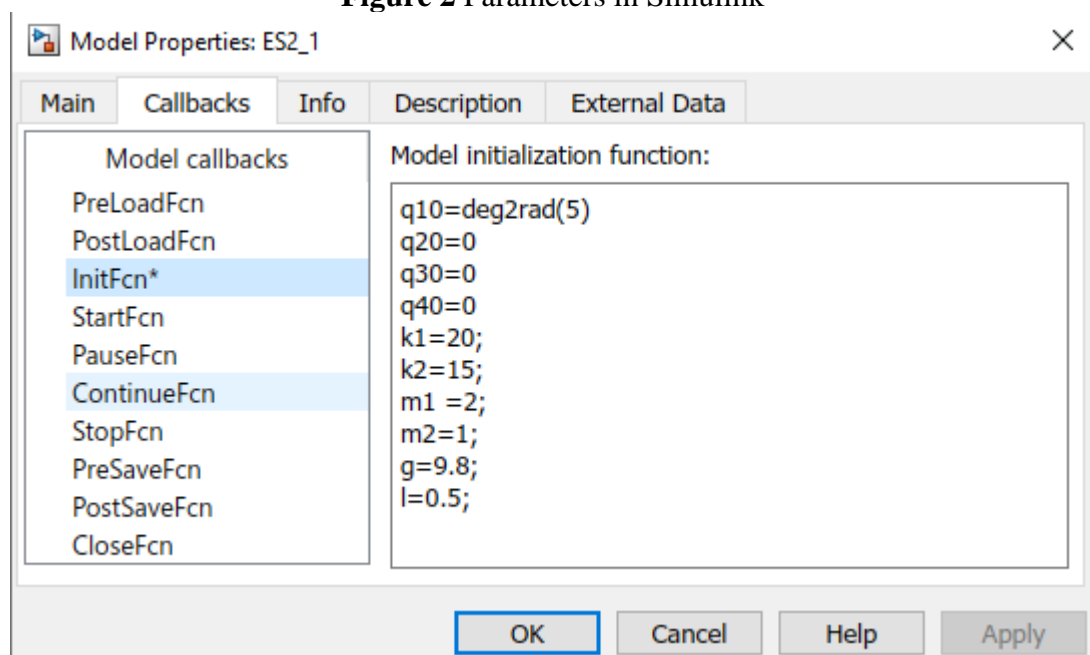 Figure 2 Parameters in Simulink
Model Properties: ES2_1
Main Callbacks Info Description External Data
Model callbacks
PreLoadFcn
PostLoadFcn
InitFcn*
StartFcn
PauseFcn
ContinueFcn
StopFcn
PreSaveFcn
PostSaveFcn
CloseFcn
Model initialization function:
q10=deg2rad(5)
q20=0
q30=0
q40=0
k1=20;
k2=15;
m1 =2;
m2=1;
g=9.8;
l=0.5;
OK Cancel Help Apply